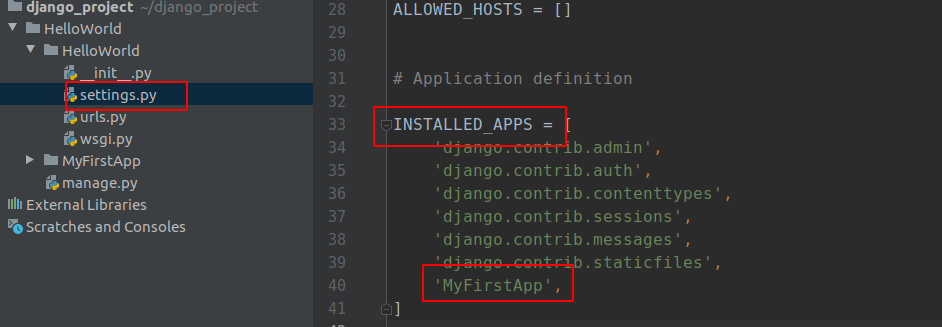 django_project ~/django_project
HelloWorld
HelloWorld
__init__.py
settings.py
urls.py
wsgi.py
MyFirstApp
manage.py
External Libraries
Scratches and Consoles
28 ALLOWED_HOSTS = []
29
30
31 # Application definition
32
33 INSTALLED_APPS = [
34 'django.contrib.admin',
35 'django.contrib.auth',
36 'django.contrib.contenttypes',
37 'django.contrib.sessions',
38 'django.contrib.messages',
39 'django.contrib.staticfiles',
40 'MyFirstApp',
41 ]